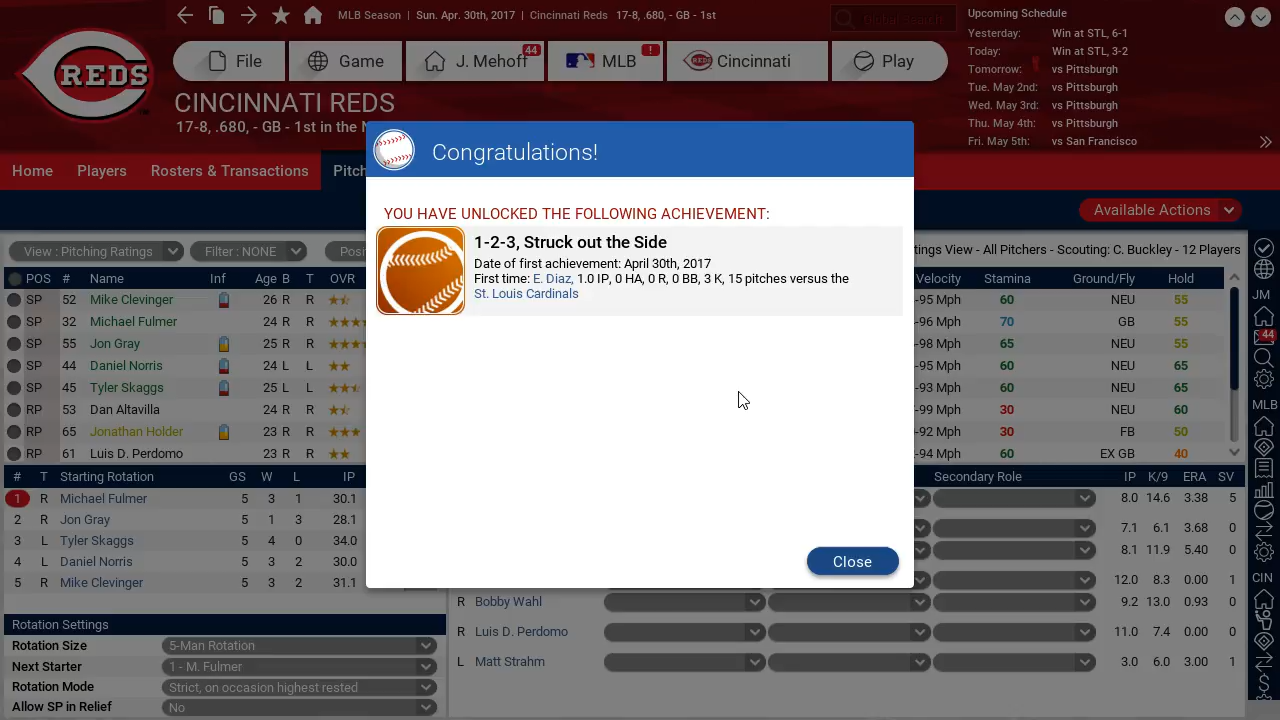 MLB Season | Sun. Apr. 30th, 2017 | Cincinnati Reds 17-8, .680, - GB - 1st
Global Search
Upcoming Schedule
Yesterday: Win at STL, 6-1
Today: Win at STL, 3-2
Tomorrow: vs Pittsburgh
Tue. May 2nd: vs Pittsburgh
Wed. May 3rd: vs Pittsburgh
Thu. May 4th: vs Pittsburgh
Fri. May 5th: vs San Francisco
REDS
File Game J. Mehoff 44 MLB ! REDS Cincinnati Play
CINCINNATI REDS
17-8, .680, - GB - 1st in the N
Home Players Rosters & Transactions Pitch
Available Actions
Congratulations!
YOU HAVE UNLOCKED THE FOLLOWING ACHIEVEMENT:
1-2-3, Struck out the Side
Date of first achievement: April 30th, 2017
First time: E. Diaz, 1.0 IP, 0 HA, 0 R, 0 BB, 3 K, 15 pitches versus the
St. Louis Cardinals
Close
View : Pitching Ratings Filter : NONE Posi
tings View - All Pitchers - Scouting: C. Buckley - 12 Players
POS # Name Inf Age B T OVR Velocity Stamina Ground/Fly Hold
SP 52 Mike Clevinger 26 R R -95 Mph 60 NEU 55
SP 32 Michael Fulmer 24 R R -96 Mph 70 GB 55
SP 55 Jon Gray 25 R R -98 Mph 65 NEU 55
SP 44 Daniel Norris 24 L L -95 Mph 60 NEU 65
SP 45 Tyler Skaggs 25 L L -93 Mph 60 NEU 65
RP 53 Dan Altavilla 24 R R -99 Mph 30 NEU 60
RP 65 Jonathan Holder 23 R R -92 Mph 30 FB 50
RP 61 Luis D. Perdomo 23 R R -94 Mph 60 EX GB 40
# T Starting Rotation GS W L IP
1 R Michael Fulmer 5 3 1 30.1
2 R Jon Gray 5 1 3 28.1
3 L Tyler Skaggs 5 4 0 34.0
4 L Daniel Norris 5 3 2 30.0
5 R Mike Clevinger 5 3 2 31.1
Secondary Role IP K/9 ERA SV
8.0 14.6 3.38 5
7.1 6.1 3.68 0
8.1 11.9 5.40 0
12.0 8.3 0.00 1
R Bobby Wahl 9.2 13.0 0.93 0
R Luis D. Perdomo 11.0 7.4 0.00 0
L Matt Strahm 3.0 6.0 3.00 1
Rotation Settings
Rotation Size 5-Man Rotation
Next Starter 1 - M. Fulmer
Rotation Mode Strict, on occasion highest rested
Allow SP in Relief No
JM
44
MLB
CIN